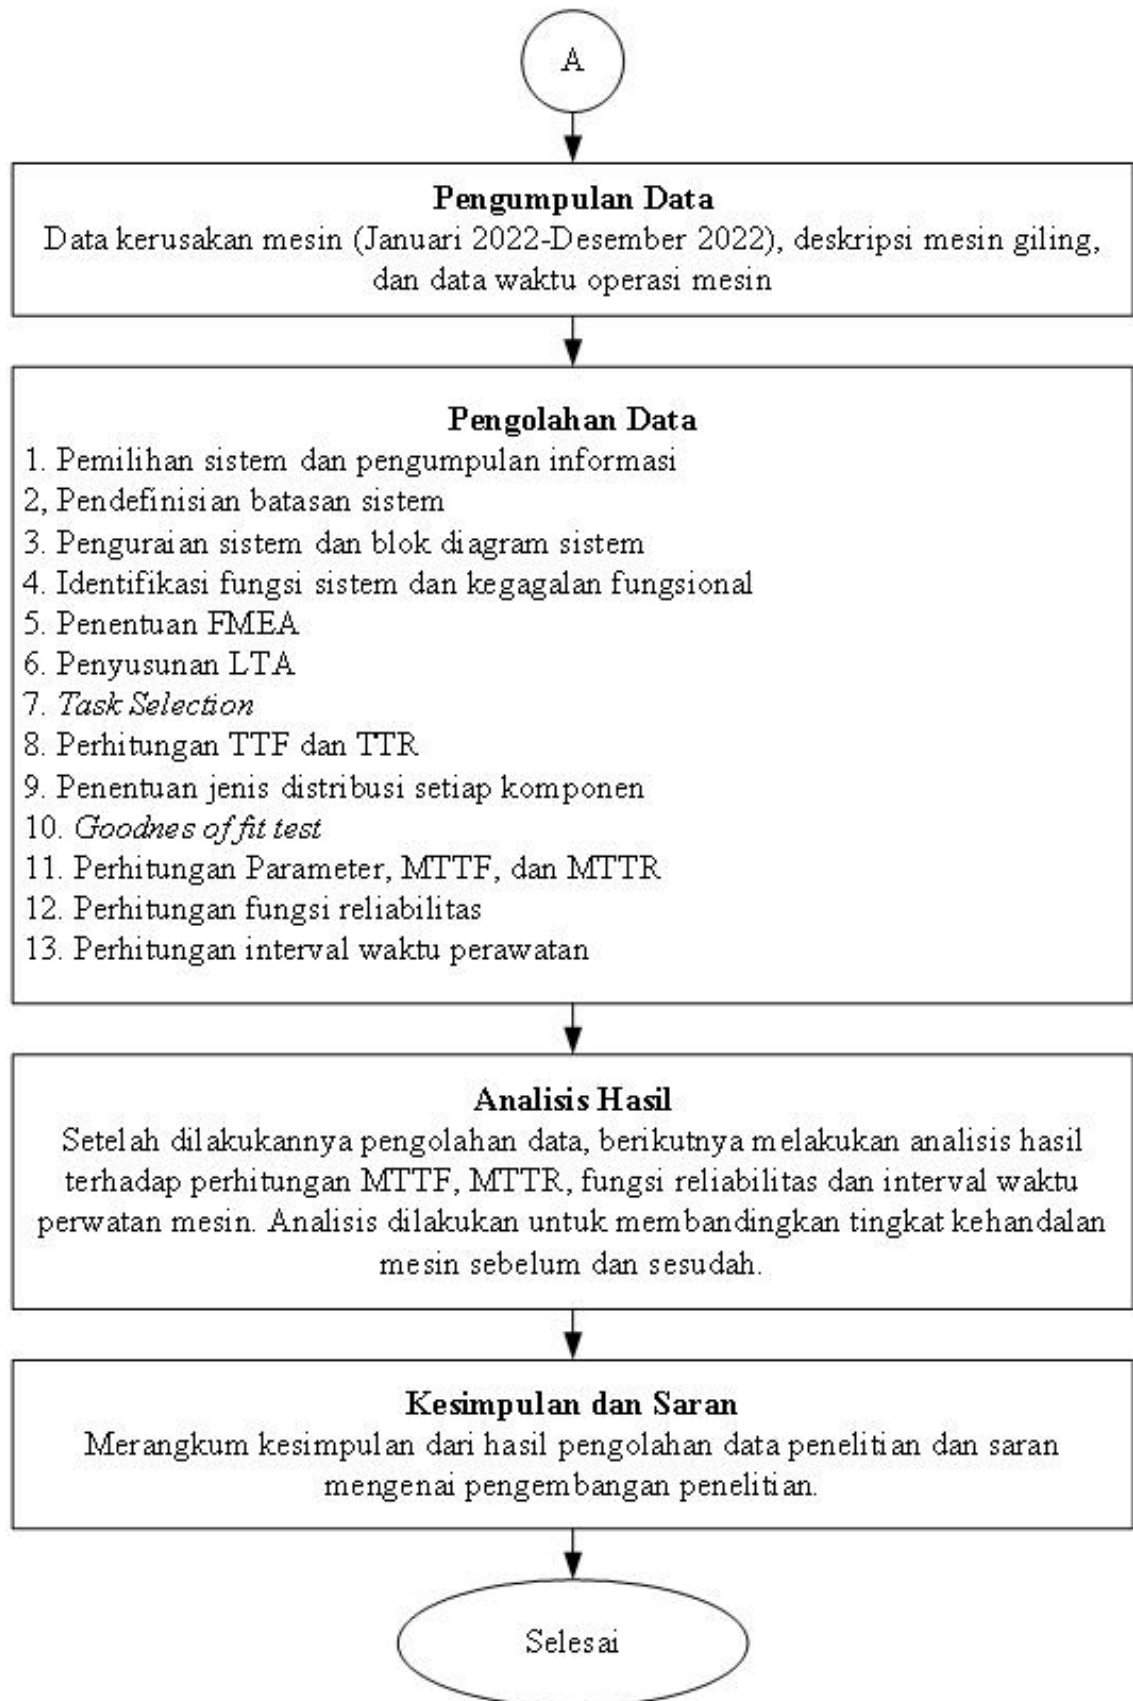 A
Pengumpulan Data
Data kerusakan mesin (Januari 2022-Desember 2022), deskripsi mesin giling,
dan data waktu operasi mesin
Pengolahan Data
1. Pemilihan sistem dan pengumpulan informasi
2, Pendefinisian batasan sistem
3. Penguraian sistem dan blok diagram sistem
4. Identifikasi fungsi sistem dan kegagalan fungsional
5. Penentuan FMEA
6. Penyusunan LTA
7. Task Selection
8. Perhitungan TTF dan TTR
9. Penentuan jenis distribusi setiap komponen
10. Goodnes of fit test
11. Perhitungan Parameter, MTTF, dan MTTR
12. Perhitungan fungsi reliabilitas
13. Perhitungan interval waktu perawatan
Analisis Hasil
Setelah dilakukannya pengolahan data, berikutnya melakukan analisis hasil
terhadap perhitungan MTTF, MTTR, fungsi reliabilitas dan interval waktu
perwatan mesin. Analisis dilakukan untuk membandingkan tingkat kehandalan
mesin sebelum dan sesudah.
Kesimpulan dan Saran
Merangkum kesimpulan dari hasil pengolahan data penelitian dan saran
mengenai pengembangan penelitian.
Selesai